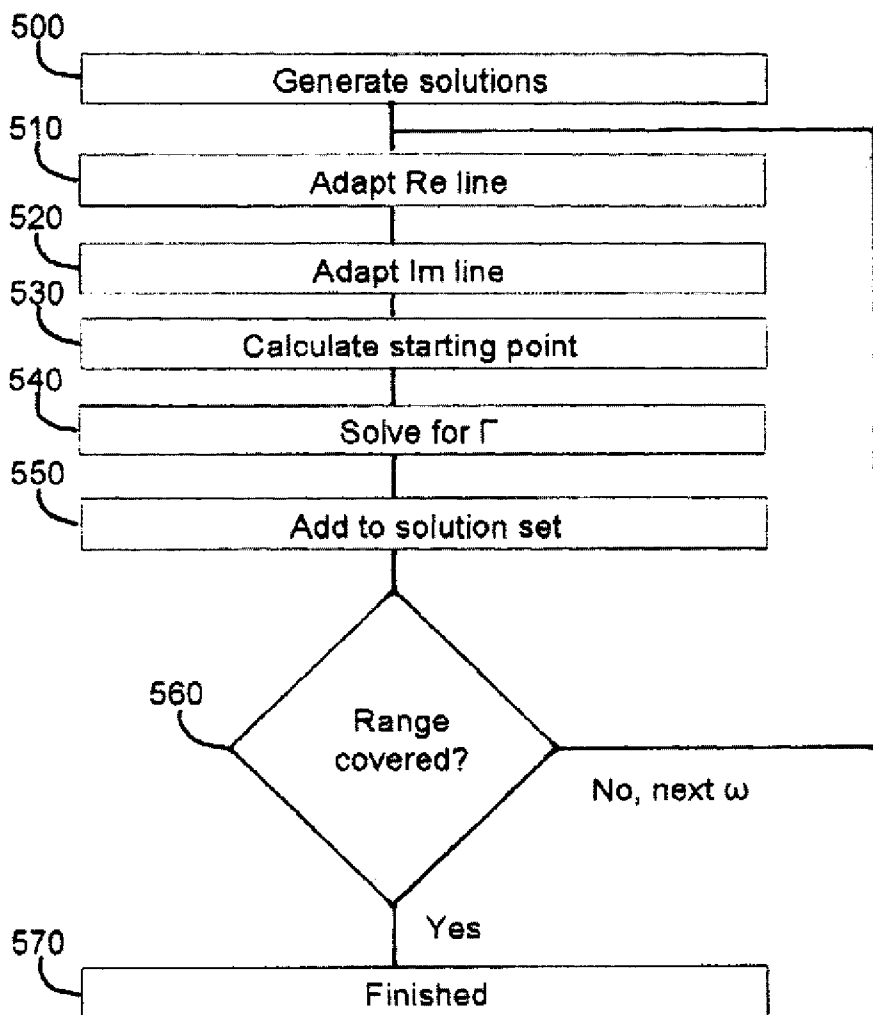 500
Generate solutions
510
Adapt Re line
520
Adapt Im line
530
Calculate starting point
540
Solve for Γ
550
Add to solution set
560
Range
covered?
No, next ω
Yes
570
Finished